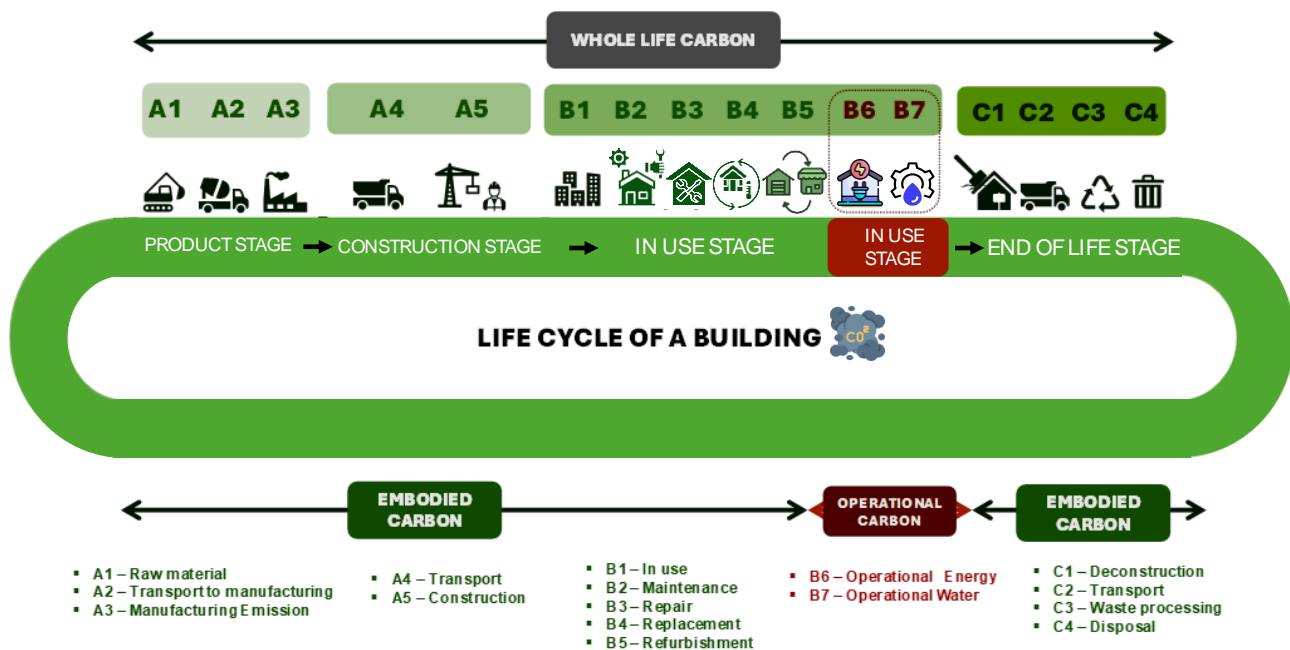 WHOLE LIFE CARBON
A1 A2 A3 A4 A5 B1 B2 B3 B4 B5 B6 B7 C1 C2 C3 C4
PRODUCT STAGE
CONSTRUCTION STAGE
IN USE STAGE
IN USE
STAGE
END OF LIFE STAGE
LIFE CYCLE OF A BUILDING
CO²
EMBODIED
CARBON
OPERATIONAL
CARBON
EMBODIED
CARBON
▪ A1 – Raw material
▪ A2 – Transport to manufacturing
▪ A3 – Manufacturing Emission
▪ A4 – Transport
▪ A5 – Construction
▪ B1 – In use
▪ B2 – Maintenance
▪ B3 – Repair
▪ B4 – Replacement
▪ B5 – Refurbishment
▪ B6 – Operational Energy
▪ B7 – Operational Water
▪ C1 – Deconstruction
▪ C2 – Transport
▪ C3 – Waste processing
▪ C4 – Disposal